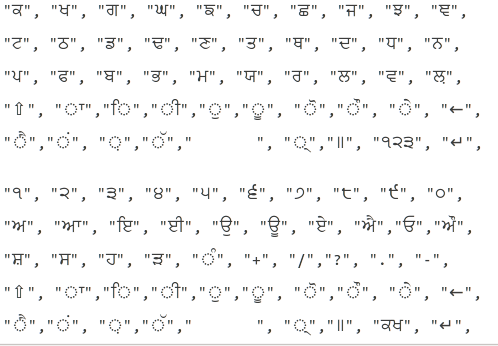 "ਕ", "ਖ", "ਗ", "ਘ", "ਙ", "ਚ", "ਛ", "ਜ", "ਝ", "ਞ",
"ਟ", "ਠ", "ਡ", "ਢ", "ਣ", "ਤ", "ਥ", "ਦ", "ਧ", "ਨ",
"ਪ", "ਫ", "ਬ", "ਭ", "ਮ", "ਯ", "ਰ", "ਲ", "ਵ", "ਲ਼",
"⇧", "ਾ","ਿ","ੀ","ੁ","ੂ", "ੋ","ੌ", "ੇ", "←",
"ੈ","ਂ", "਼","ੱ"," ", "੍","॥", "੧੨੩", "↵",
"੧", "੨", "੩", "੪", "੫", "੬", "੭", "੮", "੯", "੦",
"ਅ", "ਆ", "ਇ", "ਈ", "ਉ", "ਊ", "ਏ", "ਐ","ਓ","ਔ",
"ਸ਼", "ਸ", "ਹ", "ੜ", "ੰ", "+", "/","?", ".", "-",
"⇧", "ਾ","ਿ","ੀ","ੁ","ੂ", "ੋ","ੌ", "ੇ", "←",
"ੈ","ਂ", "਼","ੱ"," ", "੍","॥", "ਕਖ", "↵",